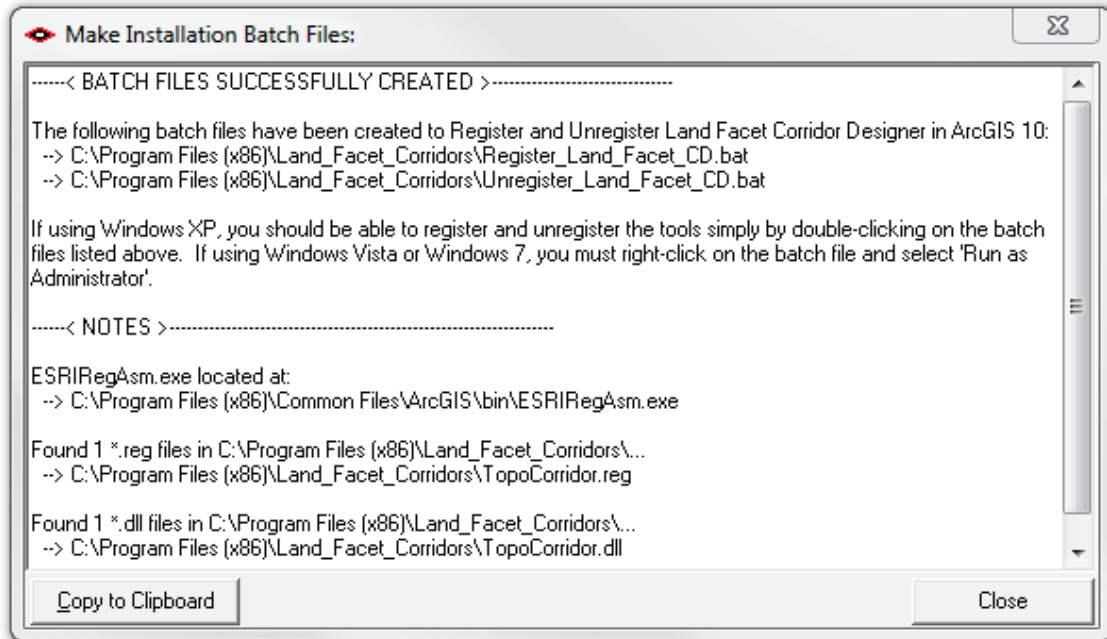 Make Installation Batch Files:
------< BATCH FILES SUCCESSFULLY CREATED >--------------------------------
The following batch files have been created to Register and Unregister Land Facet Corridor Designer in ArcGIS 10:
--> C:\Program Files (x86)\Land_Facet_Corridors\Register_Land_Facet_CD.bat
--> C:\Program Files (x86)\Land_Facet_Corridors\Unregister_Land_Facet_CD.bat
If using Windows XP, you should be able to register and unregister the tools simply by double-clicking on the batch
files listed above.  If using Windows Vista or Windows 7, you must right-click on the batch file and select 'Run as
Administrator'.
------< NOTES >--------------------------------------------------------------------
ESRIRegAsm.exe located at:
--> C:\Program Files (x86)\Common Files\ArcGIS\bin\ESRIRegAsm.exe
Found 1 *.reg files in C:\Program Files (x86)\Land_Facet_Corridors\...
--> C:\Program Files (x86)\Land_Facet_Corridors\TopoCorridor.reg
Found 1 *.dll files in C:\Program Files (x86)\Land_Facet_Corridors\...
--> C:\Program Files (x86)\Land_Facet_Corridors\TopoCorridor.dll
Copy to Clipboard
Close